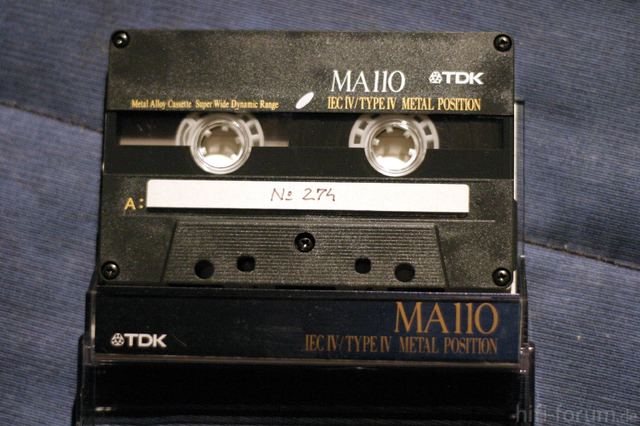 MA110 TDK
Metal Alloy Cassette Super Wide Dynamic Range IEC IV/TYPE IV METAL POSITION
A: № 274
MA110
TDK IEC IV/TYPE IV METAL POSITION
hifi-forum.de